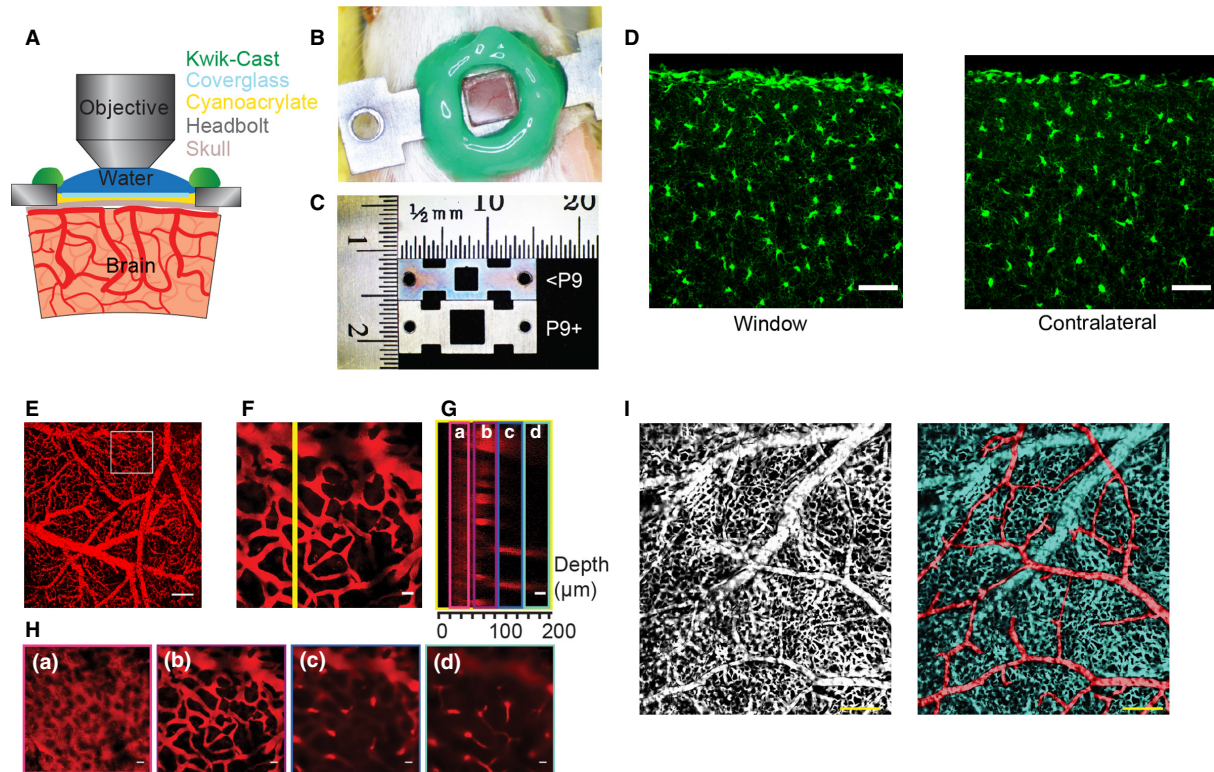 A
Kwik-Cast
Coverglass
Cyanoacrylate
Headbolt
Skull
Objective
Water
Brain
B
C
½ mm 10 20
1
2
<P9
P9+
D
Window
Contralateral
E
F
G
a b c d
Depth
(µm)
0 100 200
H
(a) (b) (c) (d)
I